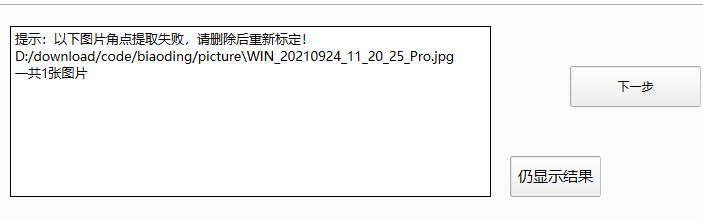 提示：以下图片角点提取失败，请删除后重新标定！
D:/download/code/biaoding/picture\WIN_20210924_11_20_25_Pro.jpg
一共1张图片
下一步
仍显示结果